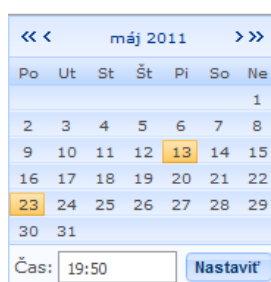 « < máj 2011 > »
Po Ut St Št Pi So Ne
1
2 3 4 5 6 7 8
9 10 11 12 13 14 15
16 17 18 19 20 21 22
23 24 25 26 27 28 29
30 31
Čas: 19:50 Nastaviť